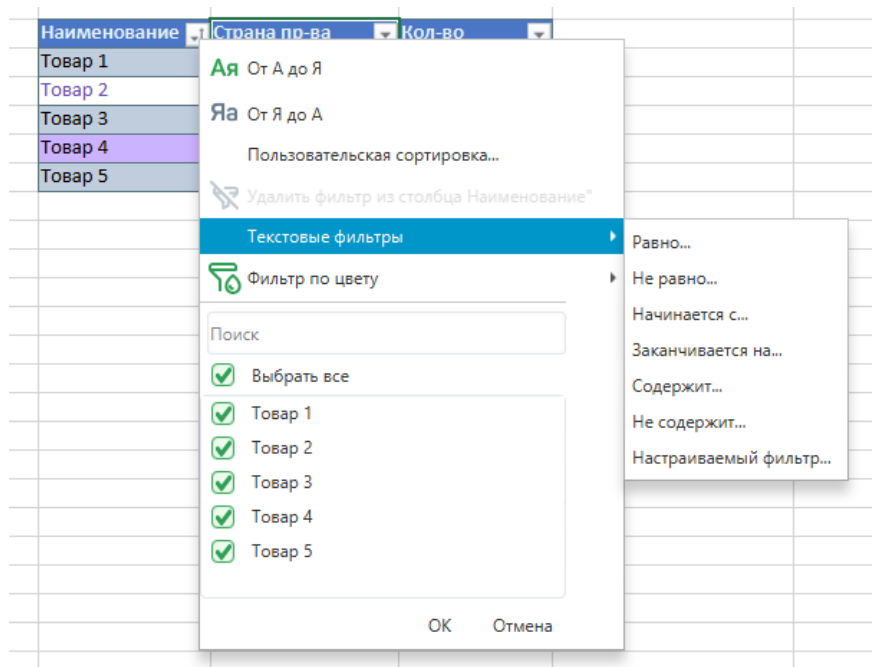 Наименование Страна пр-ва Кол-во
Товар 1
Товар 2
Товар 3
Товар 4
Товар 5
Ая От А до Я
Яа От Я до А
Пользовательская сортировка...
Удалить фильтр из столбца Наименование"
Текстовые фильтры
Фильтр по цвету
Поиск
Выбрать все
Товар 1
Товар 2
Товар 3
Товар 4
Товар 5
ОК Отмена
Равно...
Не равно...
Начинается с...
Заканчивается на...
Содержит...
Не содержит...
Настраиваемый фильтр...